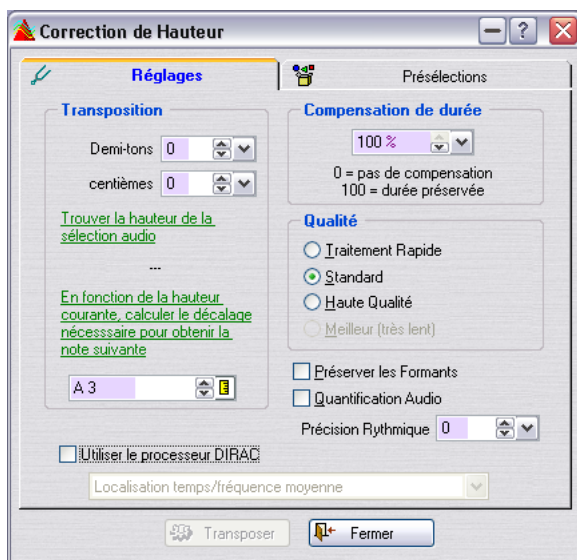 Correction de Hauteur
Réglages
Présélections
Transposition
Demi-tons 0
centièmes 0
Trouver la hauteur de la
sélection audio
---
En fonction de la hauteur
courante, calculer le décalage
nécesssaire pour obtenir la
note suivante
A 3
Compensation de durée
100 %
0 = pas de compensation
100 = durée préservée
Qualité
Traitement Rapide
Standard
Haute Qualité
Meilleur (très lent)
Préserver les Formants
Quantification Audio
Précision Rythmique 0
Utiliser le processeur DIRAC
Localisation temps/fréquence moyenne
Transposer
Fermer